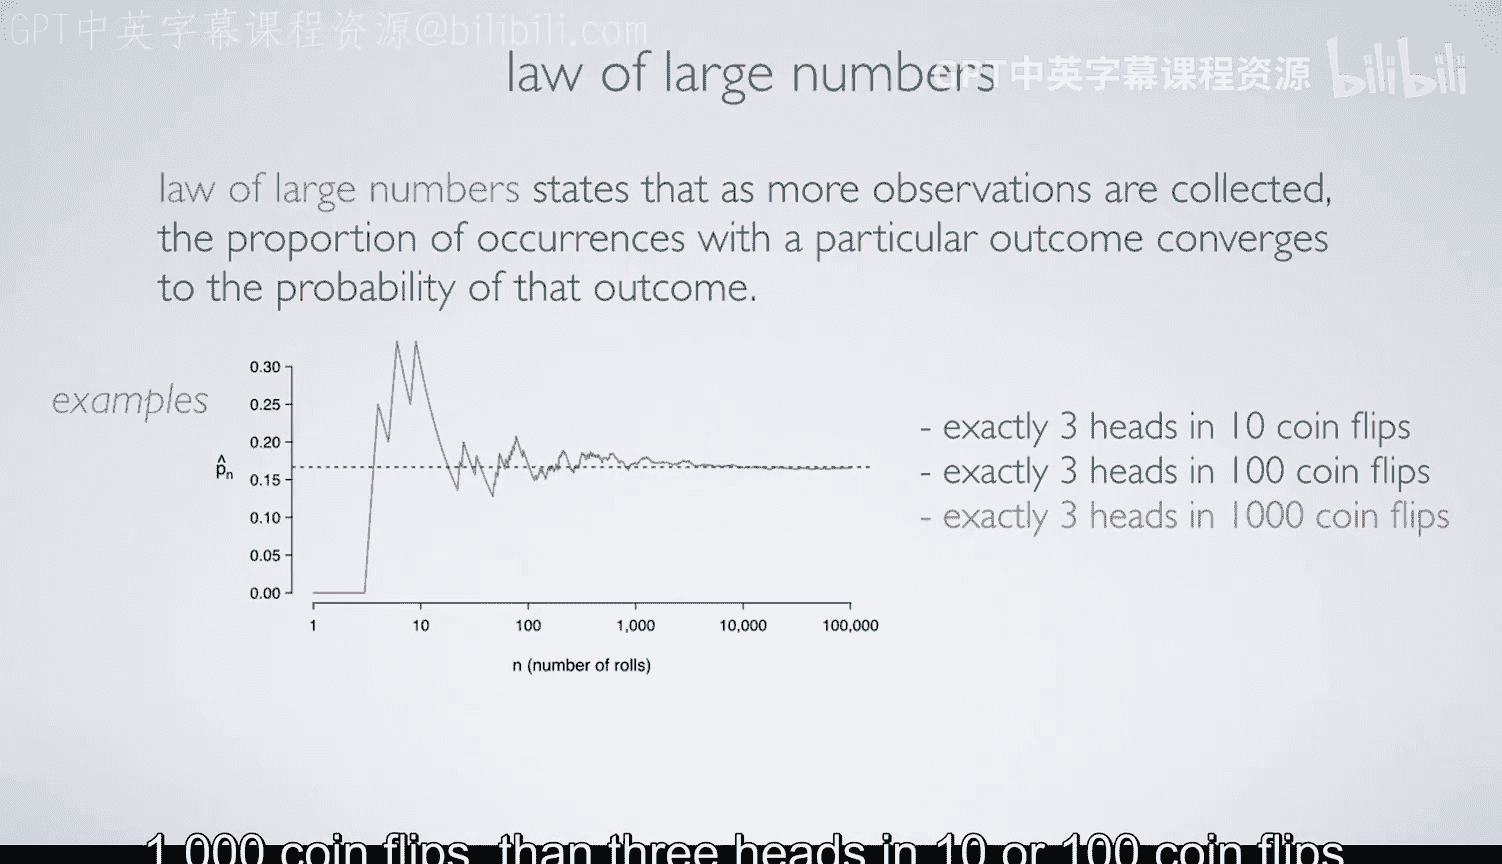 GPT中英字幕课程资源@bilibili.com
law of large numbers
GPT中英字幕课程资源 bilibili
law of large numbers states that as more observations are collected,
the proportion of occurrences with a particular outcome converges
to the probability of that outcome.
examples
0.30
0.25
0.20
0.15
0.10
0.05
0.00
p̂n
1 10 100 1,000 10,000 100,000
n (number of rolls)
- exactly 3 heads in 10 coin flips
- exactly 3 heads in 100 coin flips
- exactly 3 heads in 1000 coin flips
1,000 coin flips, than three heads in 10 or 100 coin flips